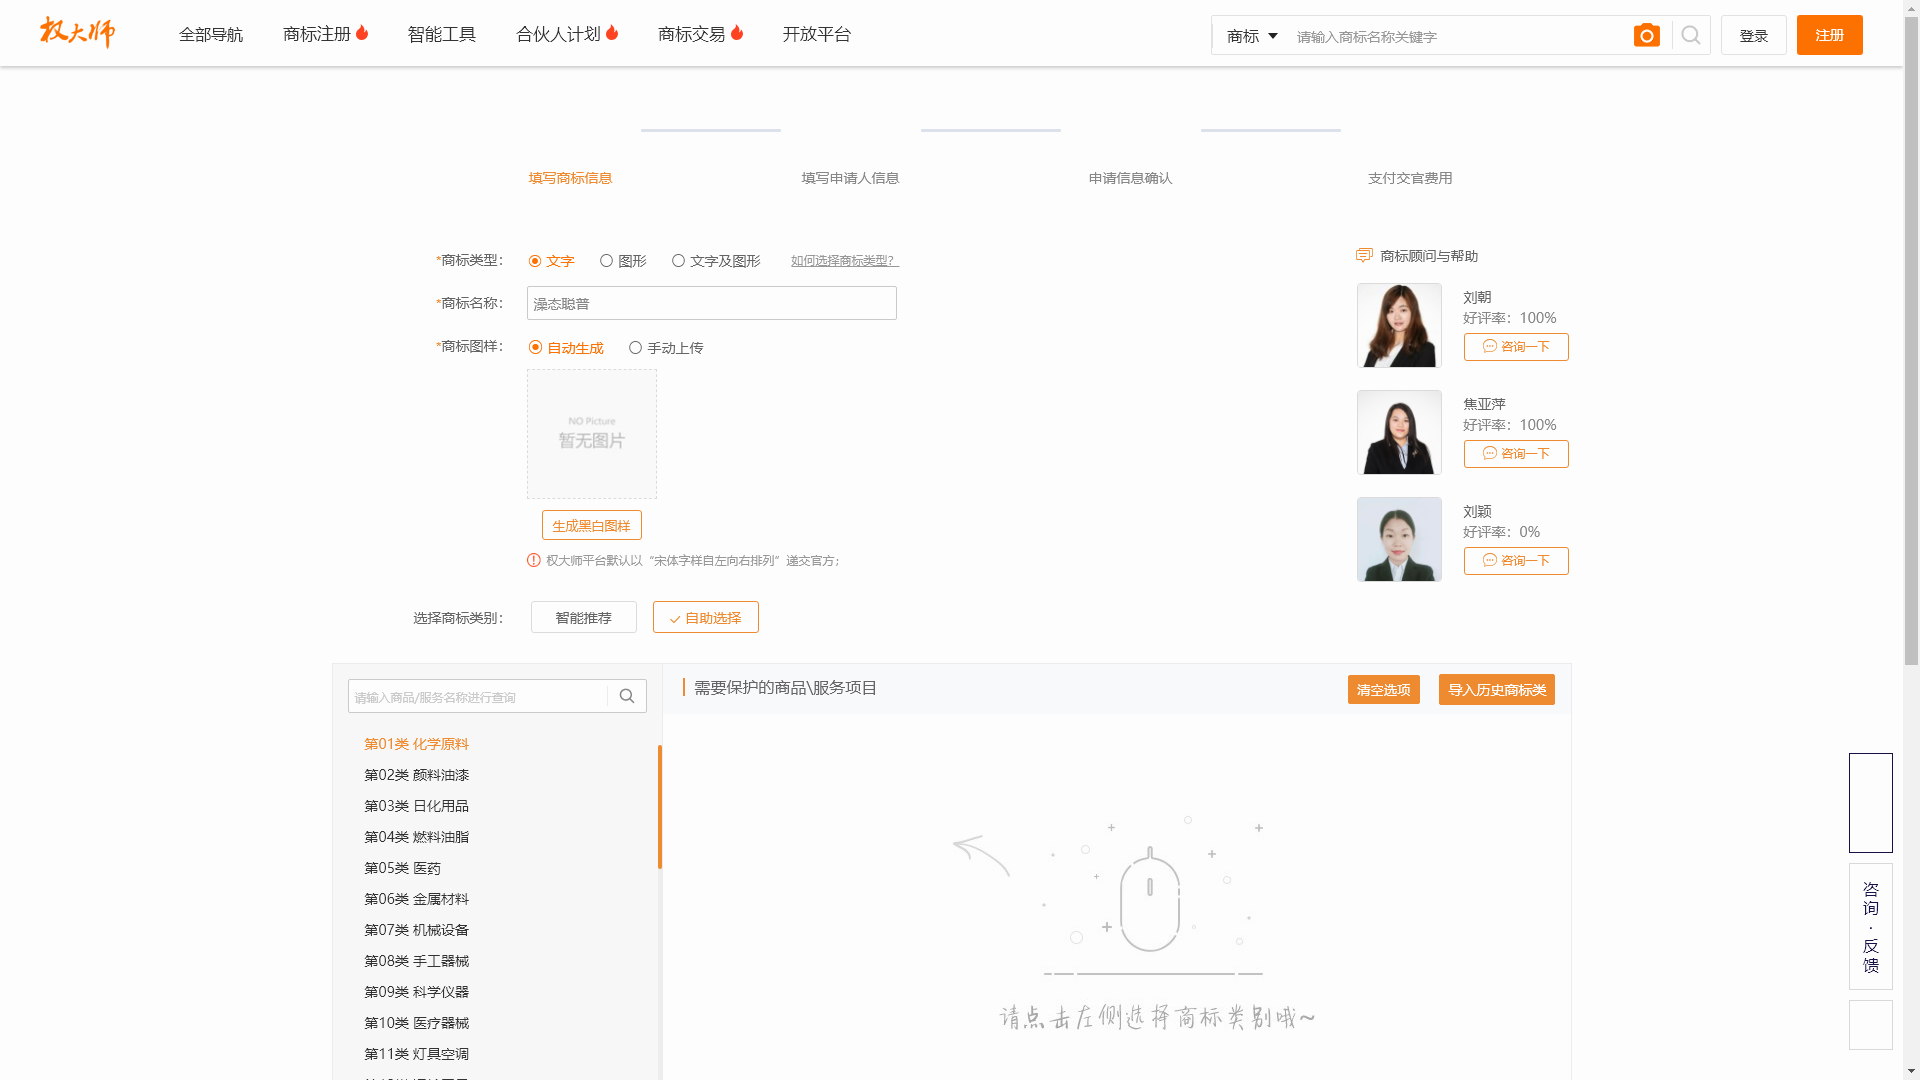 权大师
全部导航
商标注册
智能工具
合伙人计划
商标交易
开放平台
商标
请输入商标名称关键字
登录
注册
填写商标信息
填写申请人信息
申请信息确认
支付交官费用
*商标类型：
文字
图形
文字及图形
如何选择商标类型？
*商标名称：
澡态聪普
*商标图样：
自动生成
手动上传
NO Picture
暂无图片
生成黑白图样
权大师平台默认以“宋体字样自左向右排列”递交官方；
选择商标类别：
智能推荐
自助选择
商标顾问与帮助
刘朝
好评率：100%
咨询一下
焦亚萍
好评率：100%
咨询一下
刘颖
好评率：0%
咨询一下
请输入商品/服务名称进行查询
第01类 化学原料
第02类 颜料油漆
第03类 日化用品
第04类 燃料油脂
第05类 医药
第06类 金属材料
第07类 机械设备
第08类 手工器械
第09类 科学仪器
第10类 医疗器械
第11类 灯具空调
需要保护的商品\服务项目
清空选项
导入历史商标类
请点击左侧选择商标类别哦~
咨询·反馈